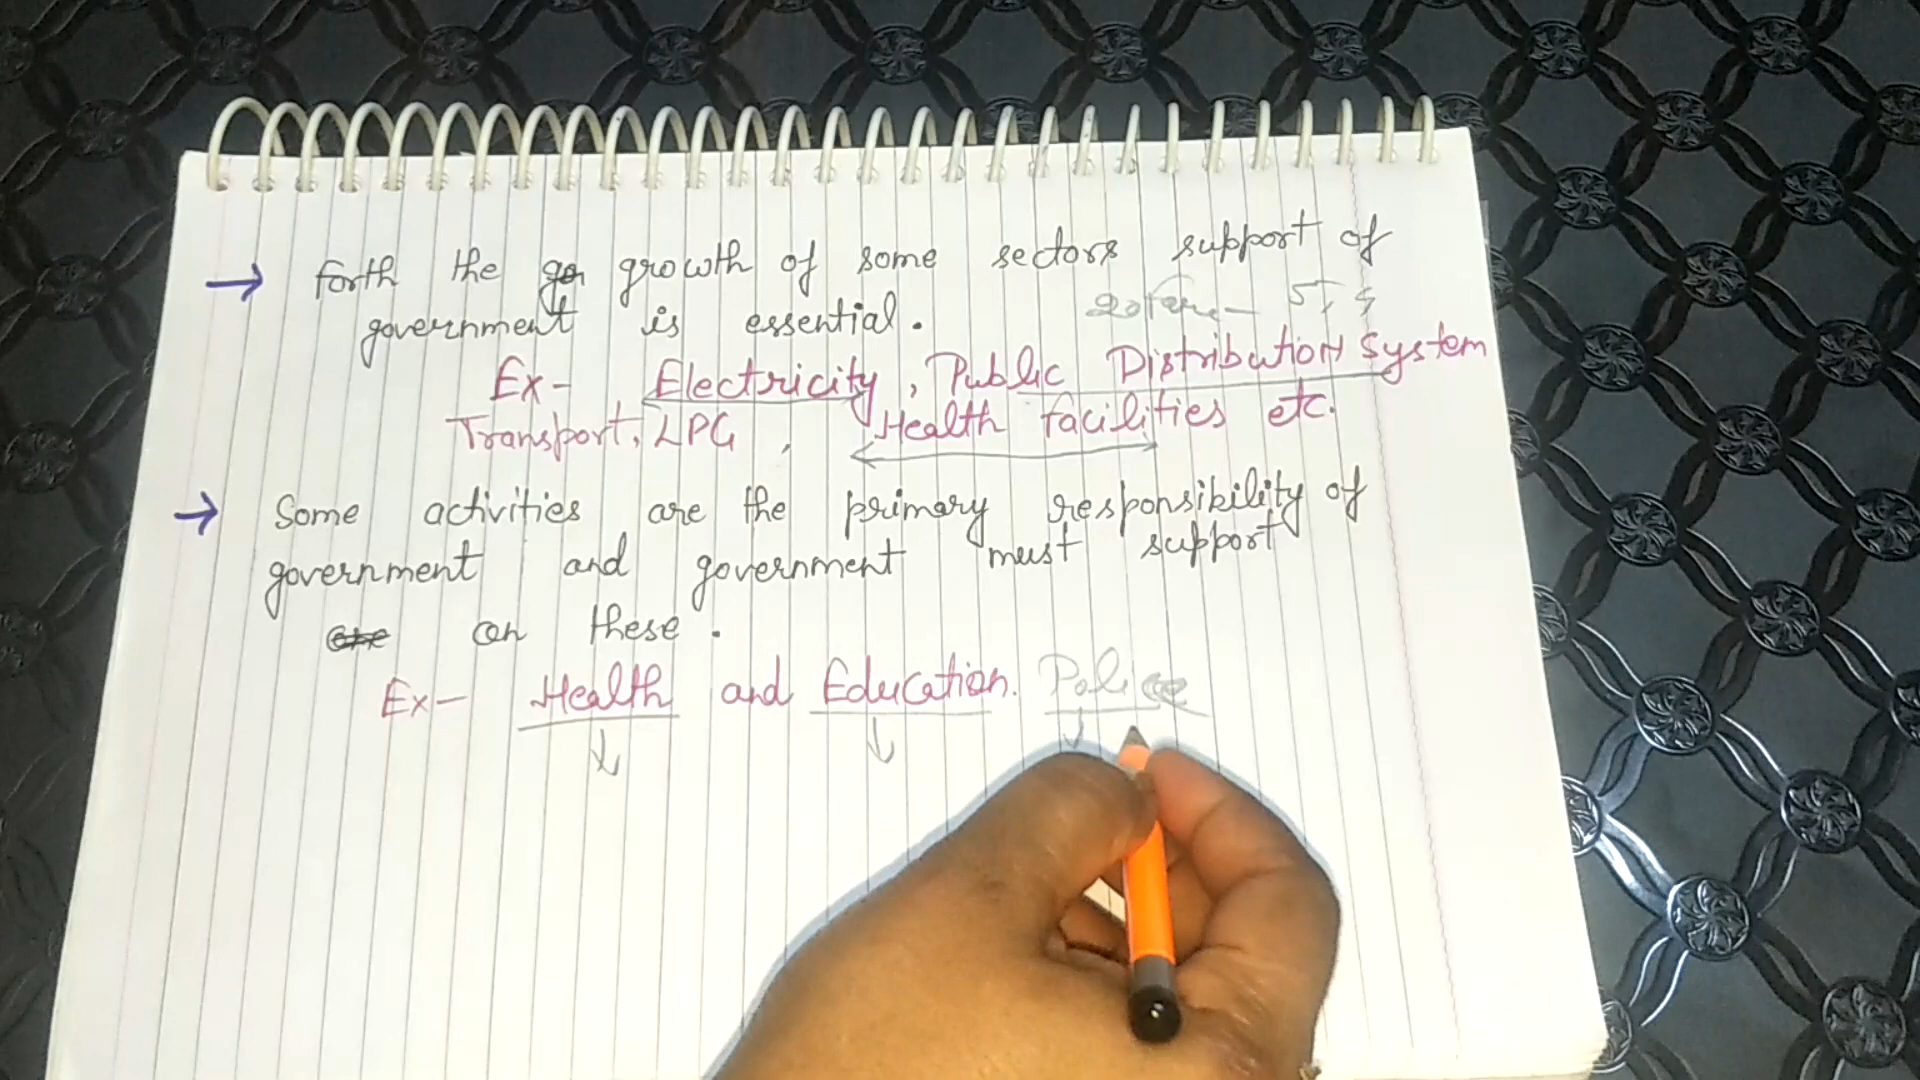 → forth the growth of some sectors support of
government is essential.
Ex- Electricity, Public Distribution System
Transport, LPG, Health facilities etc.
→ Some activities are the primary responsibility of
government and government must support
on these.
Ex- Health and Education. Police